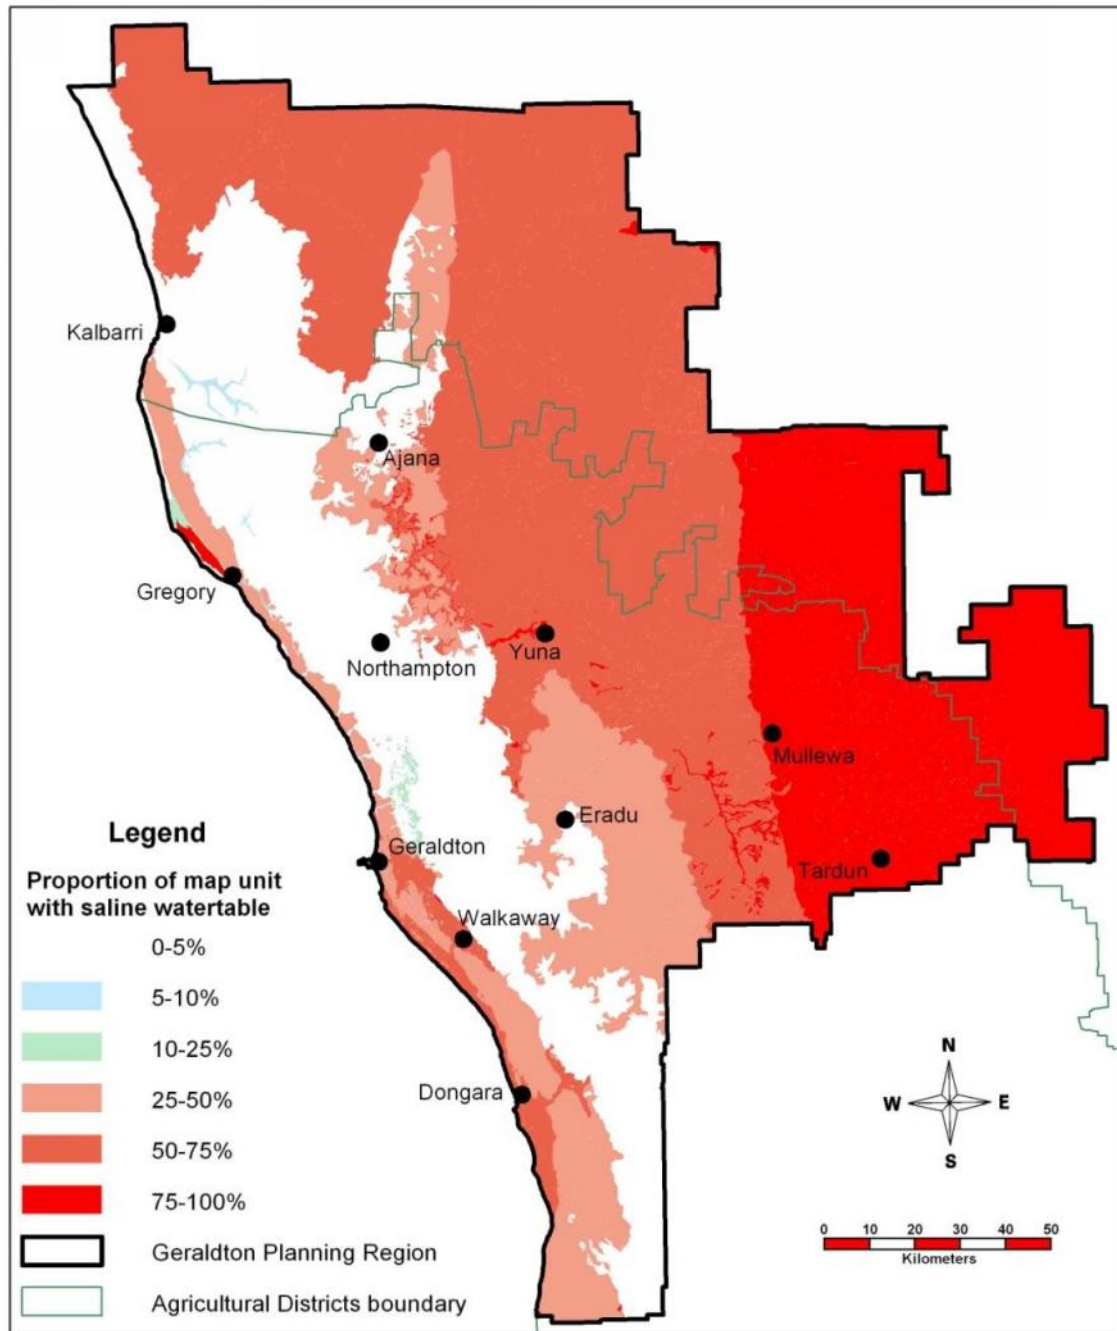 Kalbarri
Ajana
Gregory
Northampton
Yuna
Mullewa
Eradu
Geraldton
Tardun
Walkaway
Dongara
Legend
Proportion of map unit
with saline watertable
0-5%
5-10%
10-25%
25-50%
50-75%
75-100%
Geraldton Planning Region
Agricultural Districts boundary
N
W E
S
0 10 20 30 40 50
Kilometers